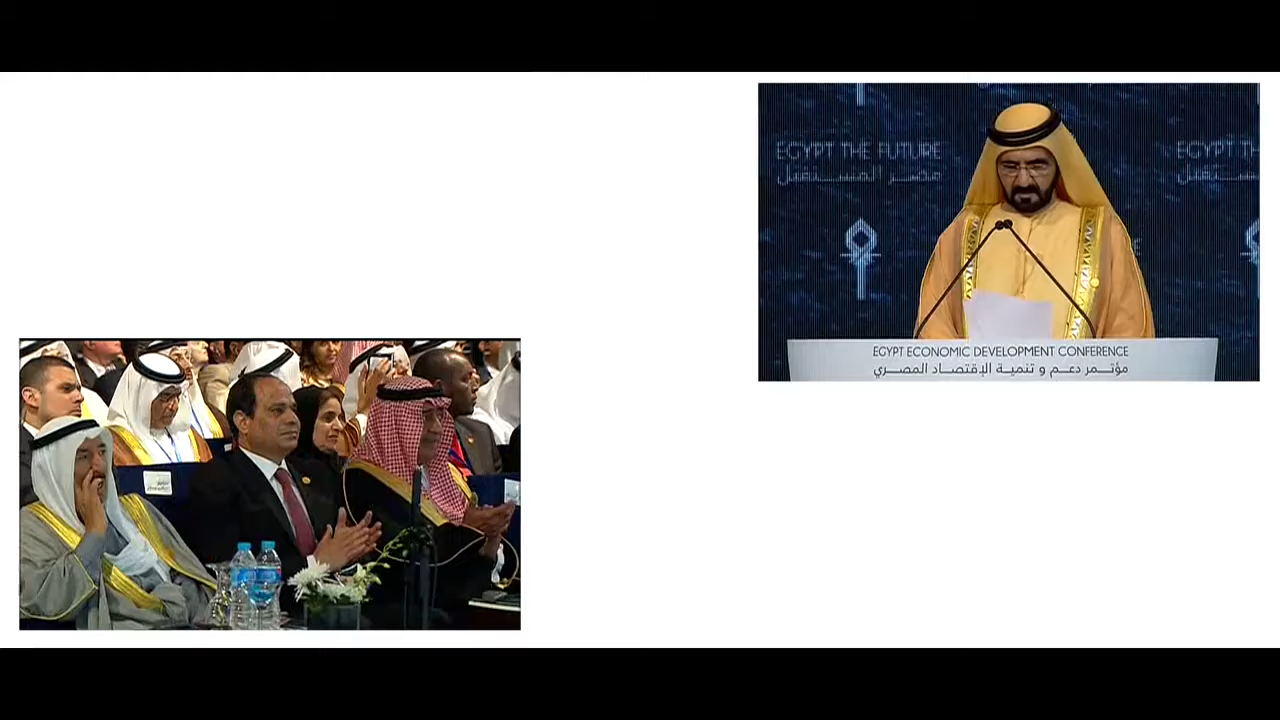 EGYPT THE FUTURE
مصر المستقبل
EGYPT TH
EGYPT ECONOMIC DEVELOPMENT CONFERENCE
مؤتمر دعم و تنمية الإقتصاد المصري